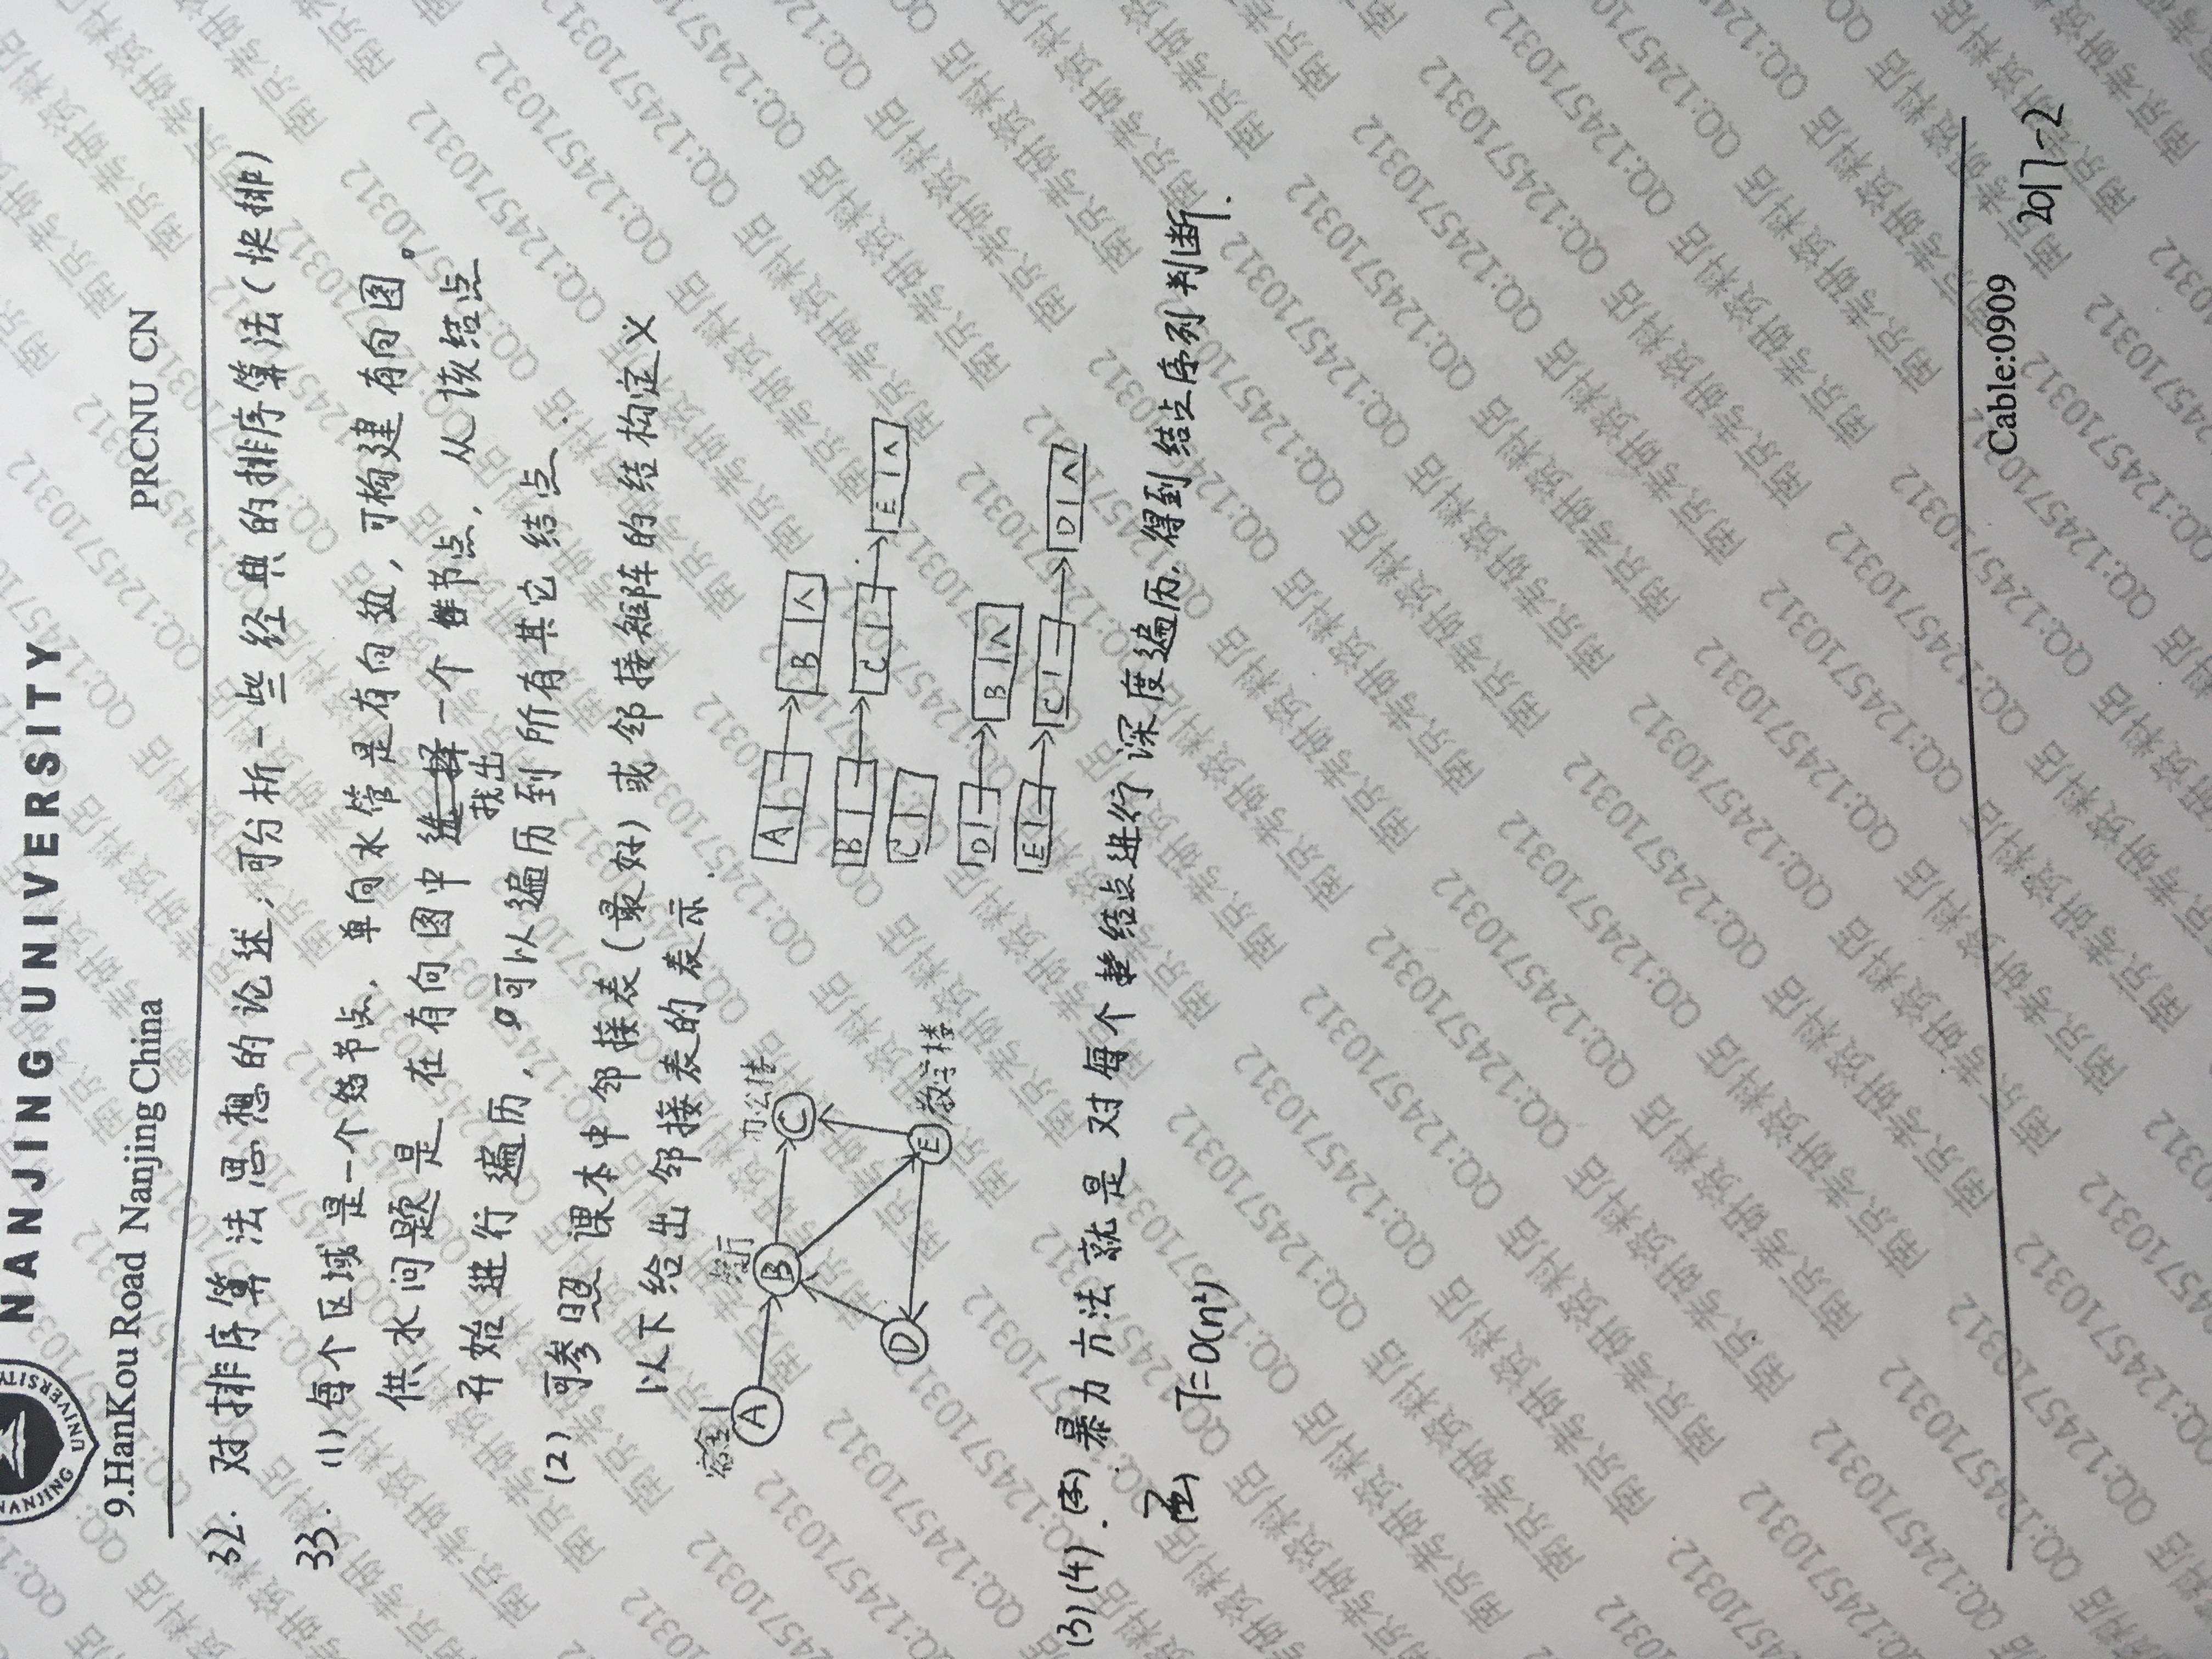 NANJING UNIVERSITY
NANJING UNIVERSITY
9.HanKou Road Nanjing China
PRCNU CN
32. 对排序算法思想的论述,可分析一些经典的排序算法(快排)
33. (1) 每个区域是一个节点,单向水管是有向边,可构建有向图。
供水问题是 在有向图中找出一个节点,从该结点
开始进行遍历,可以遍历到所有其它结点.
(2) 可参照 课本中邻接表(最好)或邻接矩阵的结构定义
以下给出邻接表的表示.
宿舍1
A
B
办公楼
C
D
E 教学楼
A B ∧
B C E ∧
C
D B ∧
E C D ∧
(3)(4). 暴力方法就是 对每个结点进行深度遍历,得到结点序列判断.
T=O(n²)
Cable:0909
2017-2
南京考研资料店 QQ:1245710312